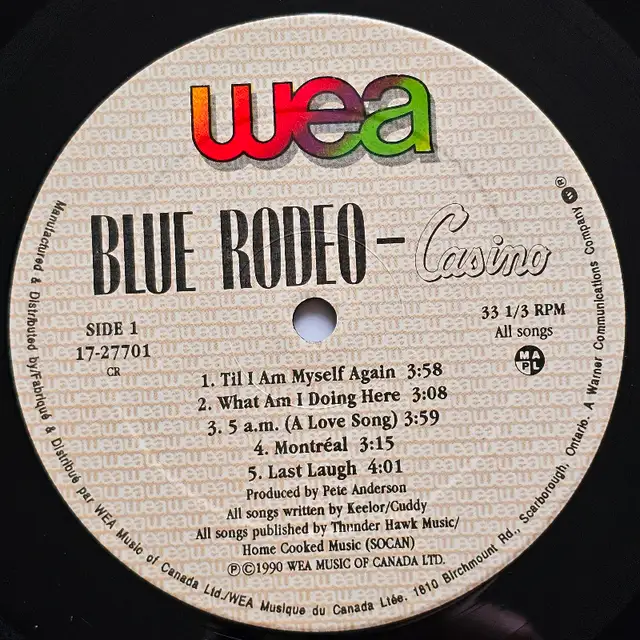 wea
BLUE RODEO – Casino
SIDE 1
17-27701
CR
33 1/3 RPM
All songs
MAPL
1. Til I Am Myself Again 3:58
2. What Am I Doing Here 3:08
3. 5 a.m. (A Love Song) 3:59
4. Montréal 3:15
5. Last Laugh 4:01
Produced by Pete Anderson
All songs written by Keelor/Cuddy
All songs published by Thunder Hawk Music/
Home Cooked Music (SOCAN)
Ⓟ©1990 WEA MUSIC OF CANADA LTD.
Manufactured & Distributed by/Fabriqué & Distribué par WEA Music of Canada Ltd./WEA Musique du Canada Ltée. 1810 Birchmount Rd., Scarborough, Ontario. A Warner Communications Company ®